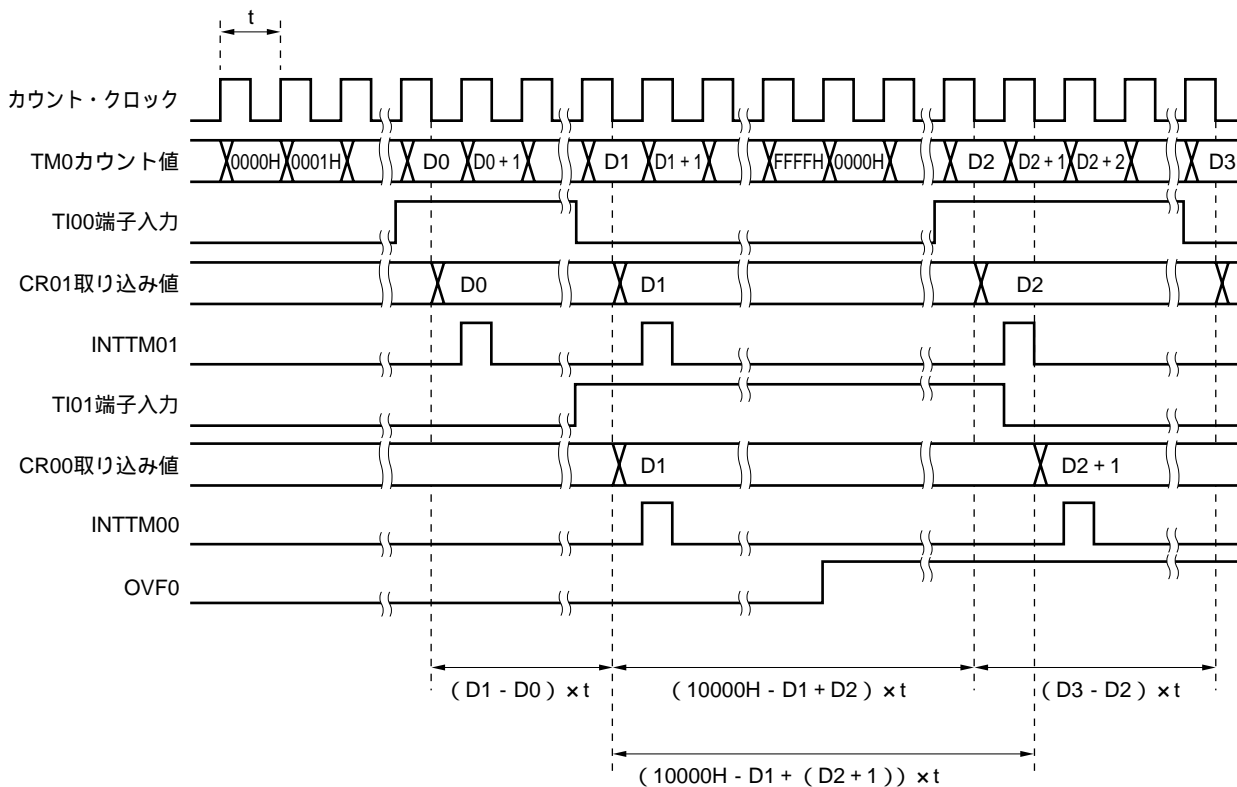 t
カウント・クロック
TM0カウント値 0000H 0001H D0 D0 + 1 D1 D1 + 1 FFFFH 0000H D2 D2 + 1 D2 + 2 D3
TI00端子入力
CR01取り込み値 D0 D1 D2
INTTM01
TI01端子入力
CR00取り込み値 D1 D2 + 1
INTTM00
OVF0
(D1 - D0) × t (10000H - D1 + D2) × t (D3 - D2) × t
(10000H - D1 + (D2 + 1)) × t